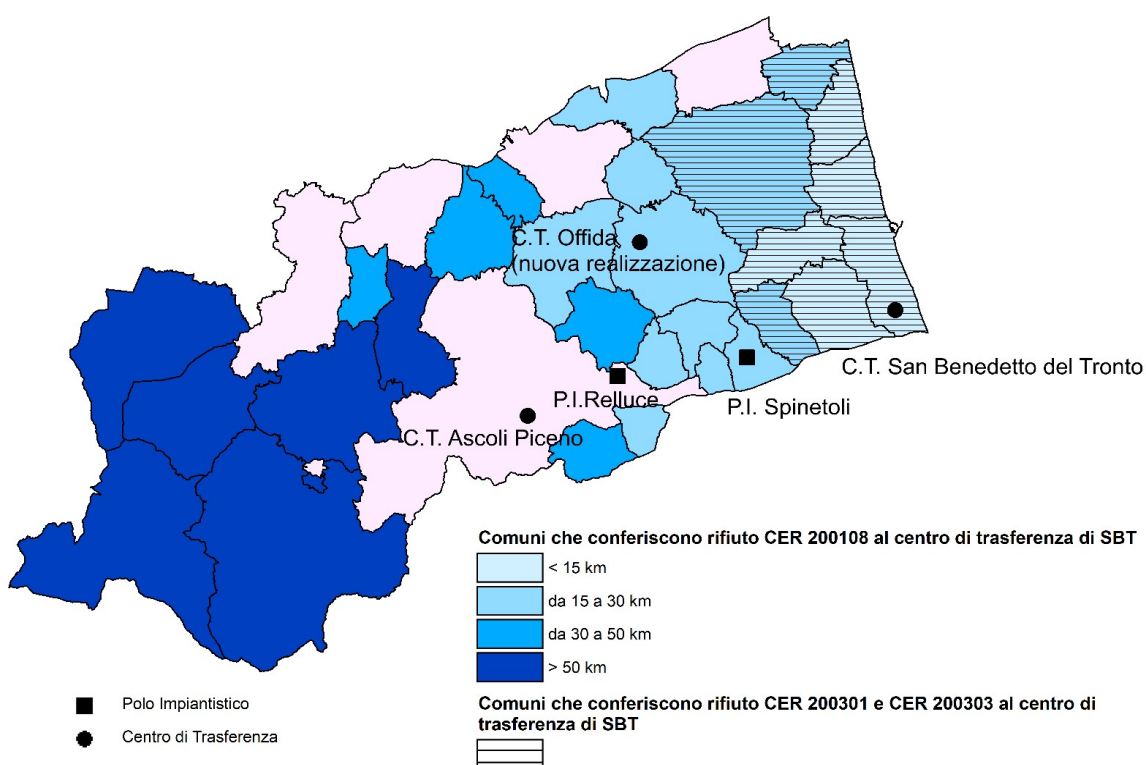 C.T. Offida
(nuova realizzazione)
C.T. San Benedetto del Tronto
P.I.Relluce
P.I. Spinetoli
C.T. Ascoli Piceno
Comuni che conferiscono rifiuto CER 200108 al centro di trasferenza di SBT
< 15 km
da 15 a 30 km
da 30 a 50 km
> 50 km
Polo Impiantistico
Centro di Trasferenza
Comuni che conferiscono rifiuto CER 200301 e CER 200303 al centro di
trasferenza di SBT